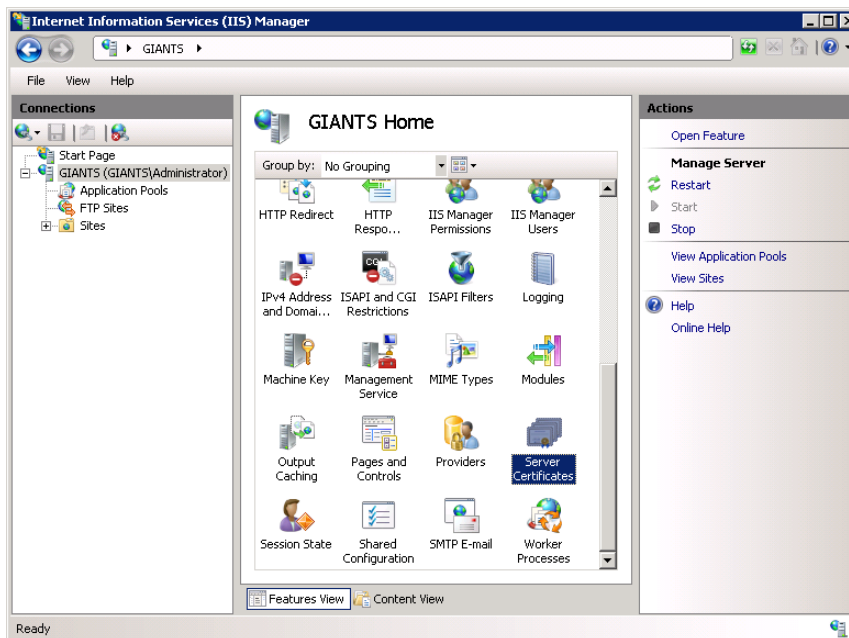 Internet Information Services (IIS) Manager
GIANTS
File View Help
Connections
Start Page
GIANTS (GIANTS\Administrator)
Application Pools
FTP Sites
Sites
GIANTS Home
Group by: No Grouping
HTTP Redirect
HTTP
Respo...
IIS Manager
Permissions
IIS Manager
Users
IPv4 Address
and Domai...
ISAPI and CGI
Restrictions
ISAPI Filters
Logging
Machine Key
Management
Service
MIME Types
Modules
Output
Caching
Pages and
Controls
Providers
Server
Certificates
Session State
Shared
Configuration
SMTP E-mail
Worker
Processes
Features View
Content View
Actions
Open Feature
Manage Server
Restart
Start
Stop
View Application Pools
View Sites
Help
Online Help
Ready